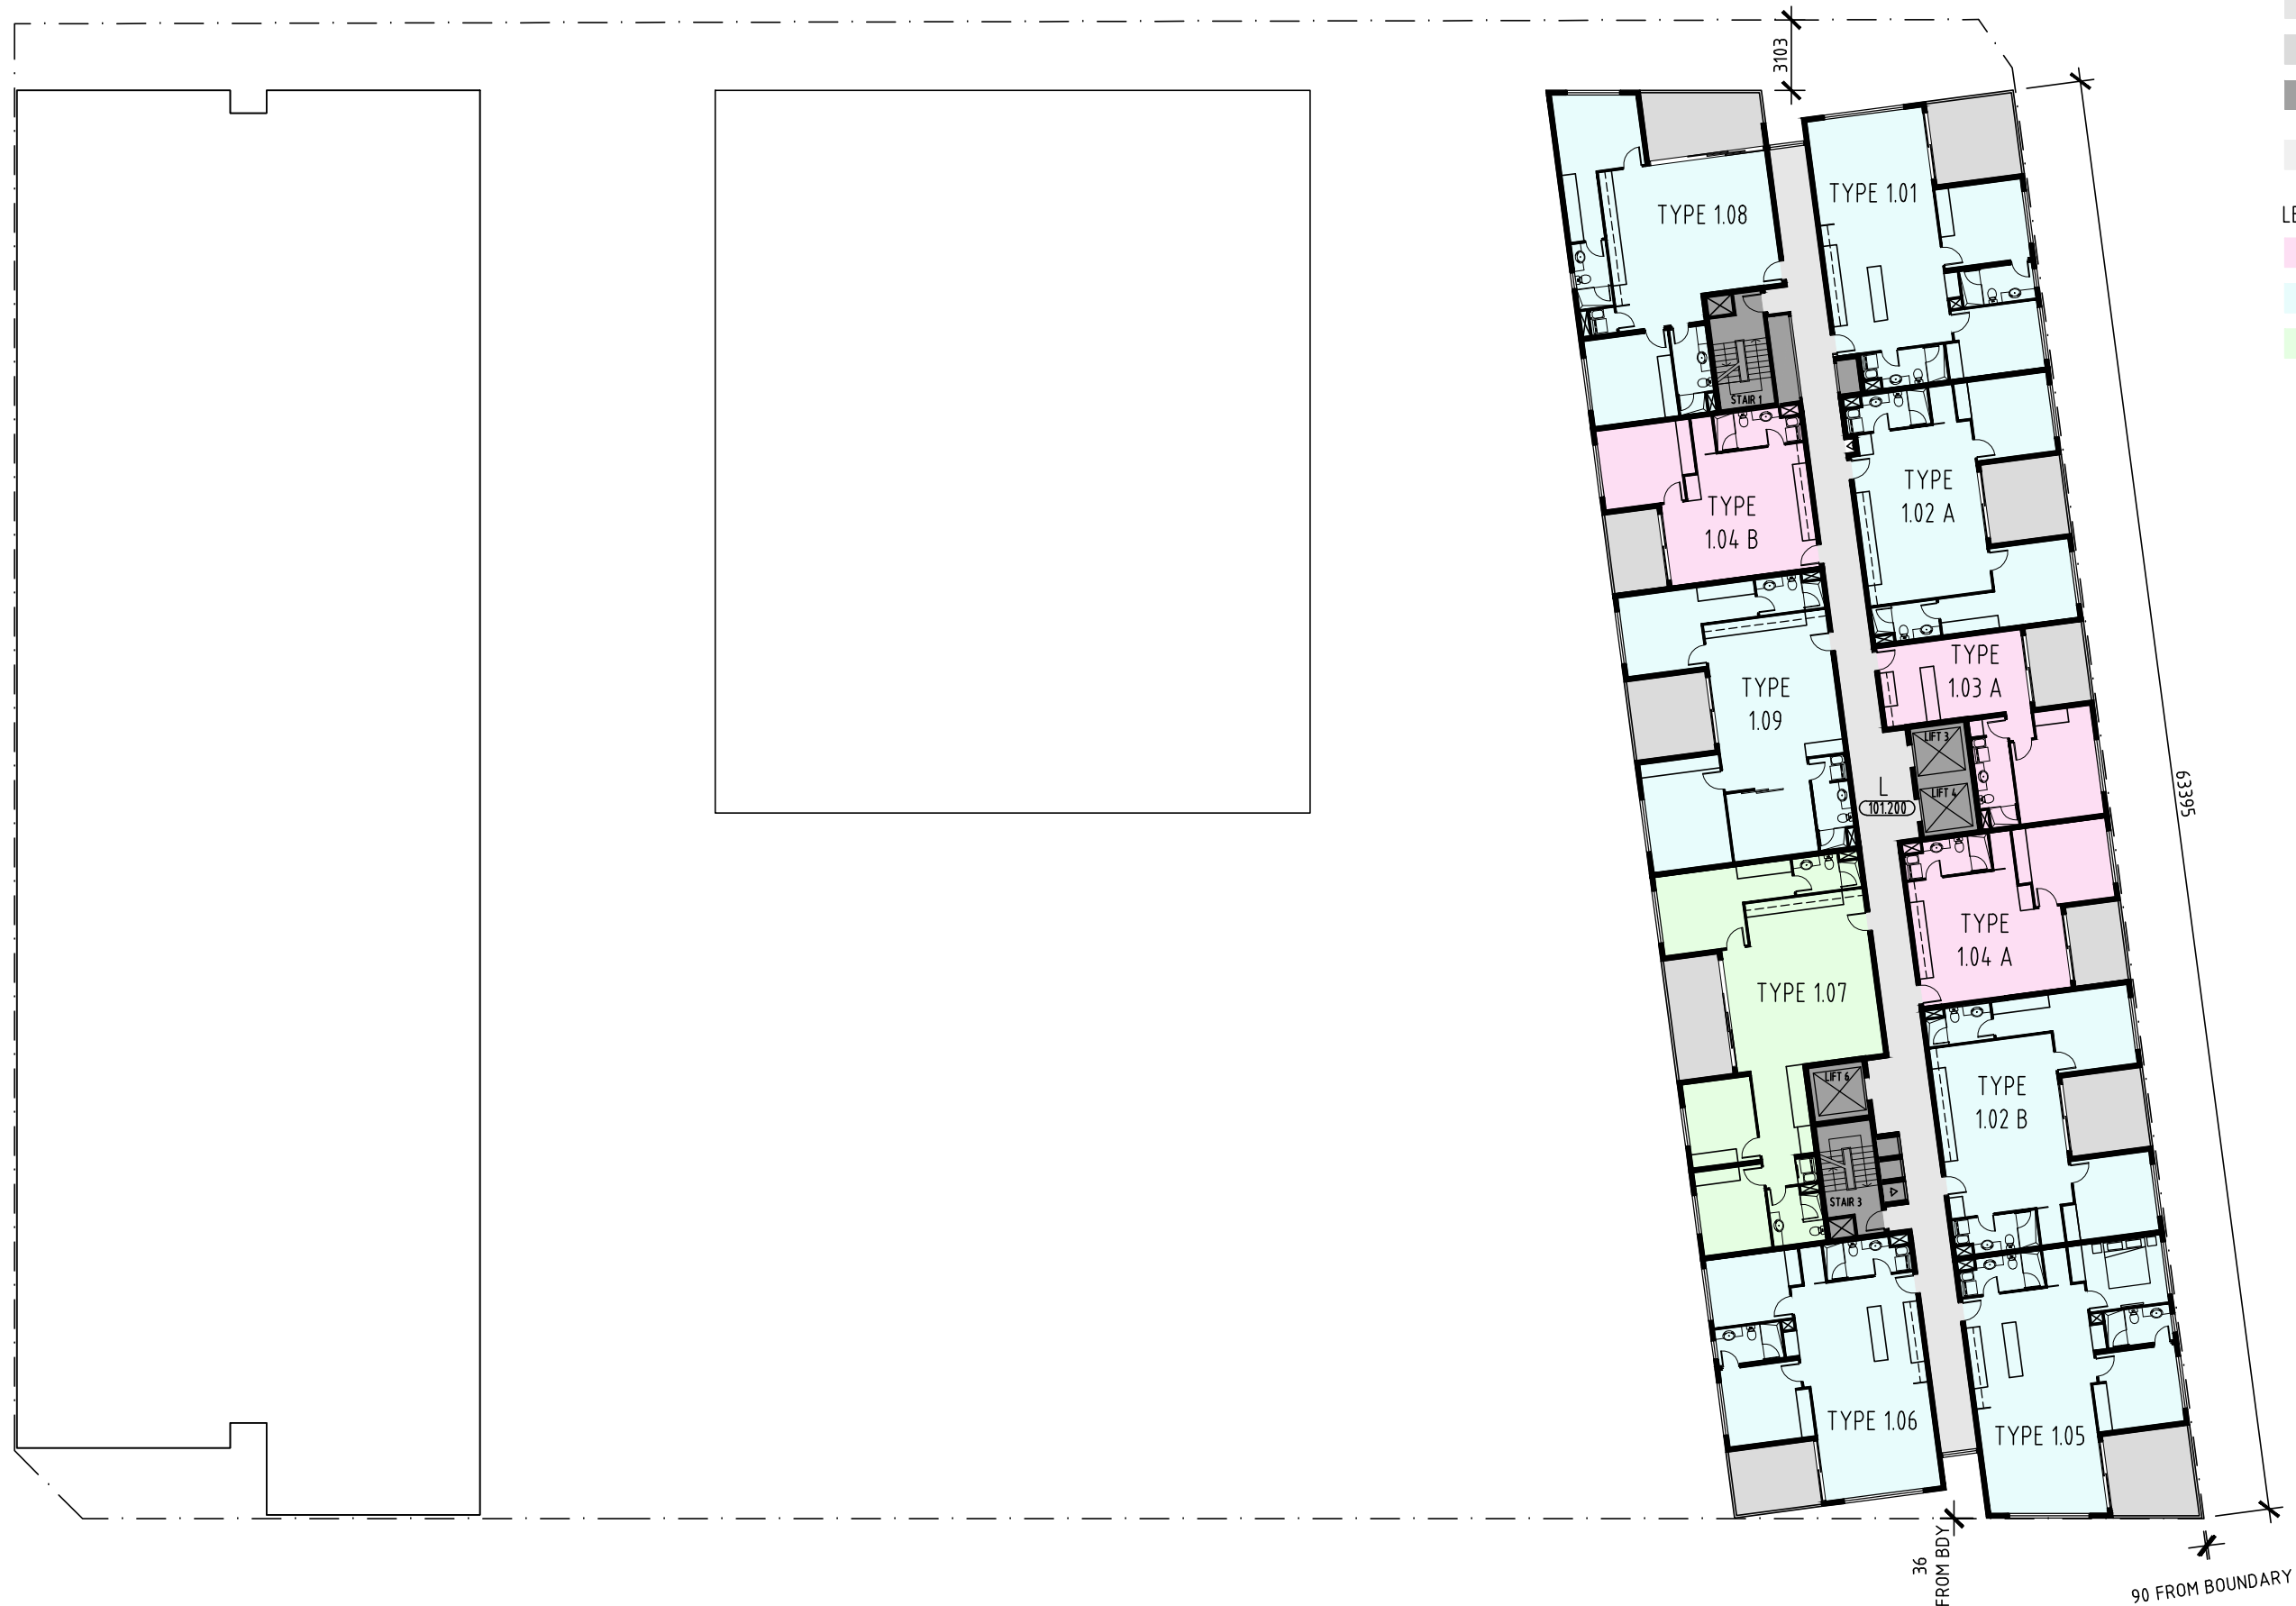 3103
TYPE 1.08
TYPE 1.01
STAIR 1
TYPE
1.04 B
TYPE
1.02 A
TYPE
1.09
TYPE
1.03 A
LIFT 3
LIFT 4
L
101.200
63395
TYPE
1.04 A
TYPE 1.07
LIFT 6
STAIR 3
TYPE
1.02 B
TYPE 1.06
TYPE 1.05
36
FROM BDY
90 FROM BOUNDARY